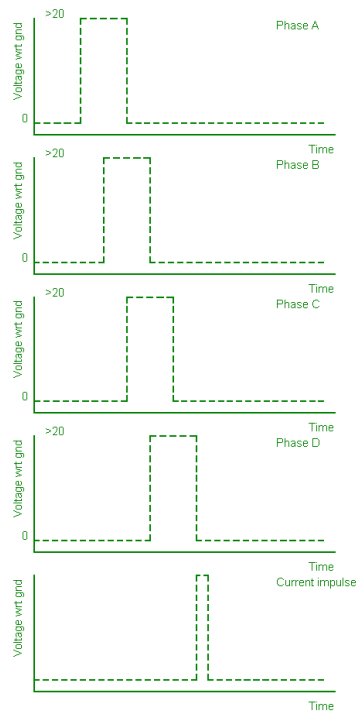 >20
Phase A
Voltage wrt gnd
0
Time
>20
Phase B
Voltage wrt gnd
0
Time
>20
Phase C
Voltage wrt gnd
0
Time
>20
Phase D
Voltage wrt gnd
0
Time
Current impulse
Voltage wrt gnd
Time